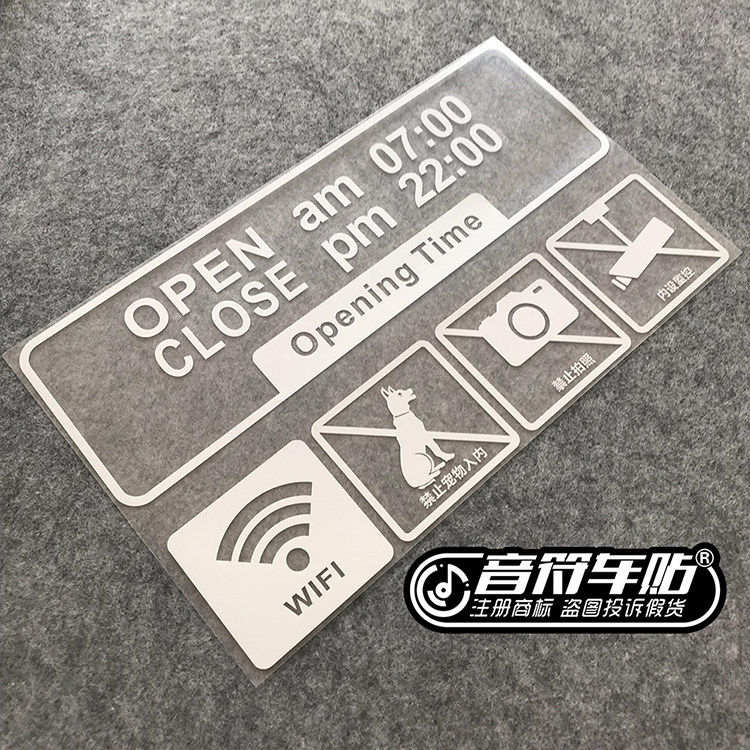 OPEN am 07:00
CLOSE pm 22:00
Opening Time
WIFI
禁止宠物入内
禁止拍照
内设监控
音符车贴®
注册商标 盗图投诉假货